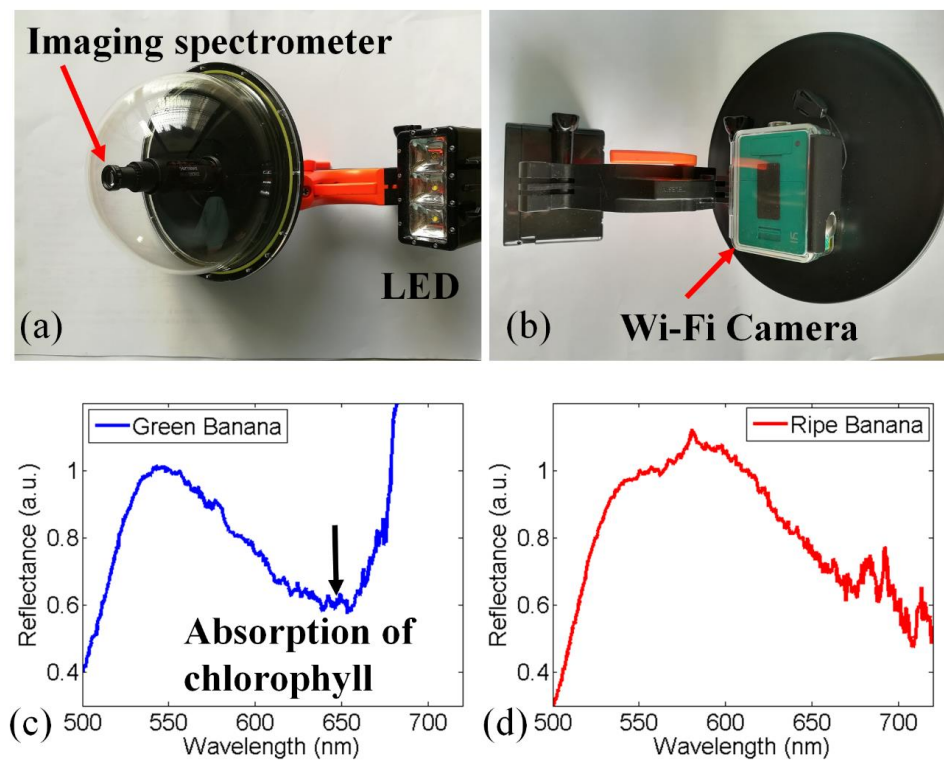 Imaging spectrometer
LED
(a)
Wi-Fi Camera
(b)
Green Banana
Reflectance (a.u.)
1
0.8
0.6
0.4
Absorption of
chlorophyll
500
550
600
650
700
Wavelength (nm)
(c)
Ripe Banana
Reflectance (a.u.)
1
0.8
0.6
0.4
500
550
600
650
700
Wavelength (nm)
(d)